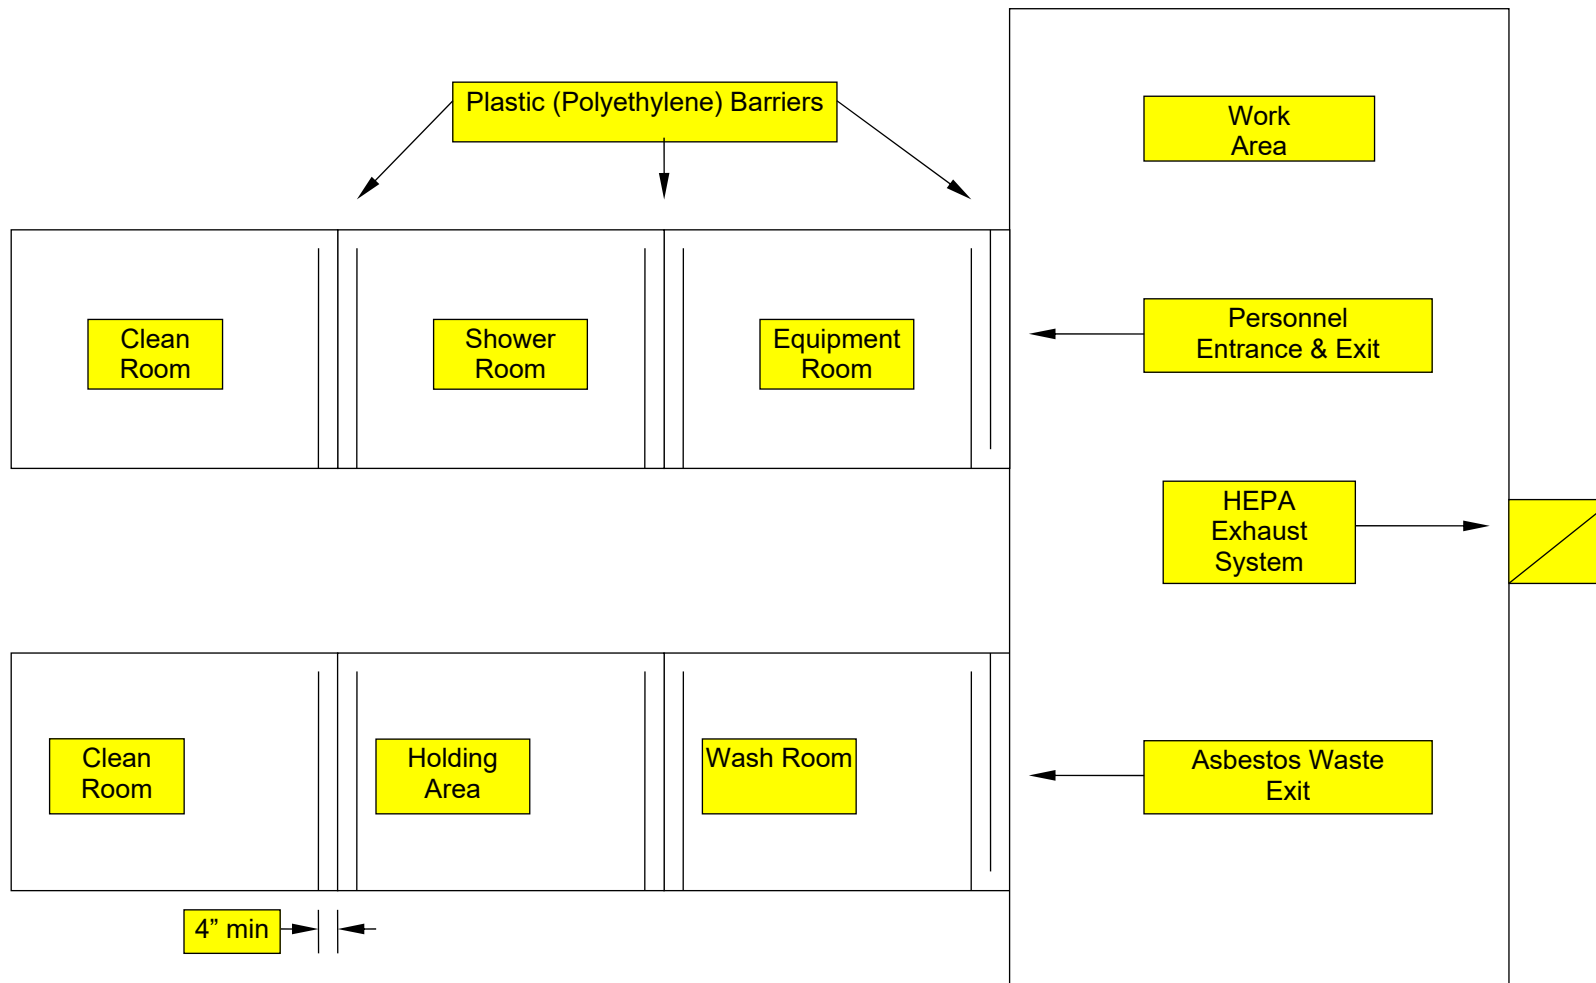 Plastic (Polyethylene) Barriers
Work
Area
Clean
Room
Shower
Room
Equipment
Room
Personnel
Entrance & Exit
HEPA
Exhaust
System
Clean
Room
Holding
Area
Wash Room
Asbestos Waste
Exit
4” min